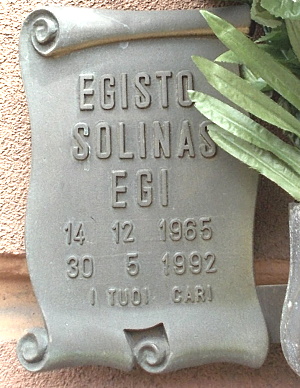 EGISTO
SOLINAS
EGI
14 12 1965
30 5 1992
I TUOI CARI